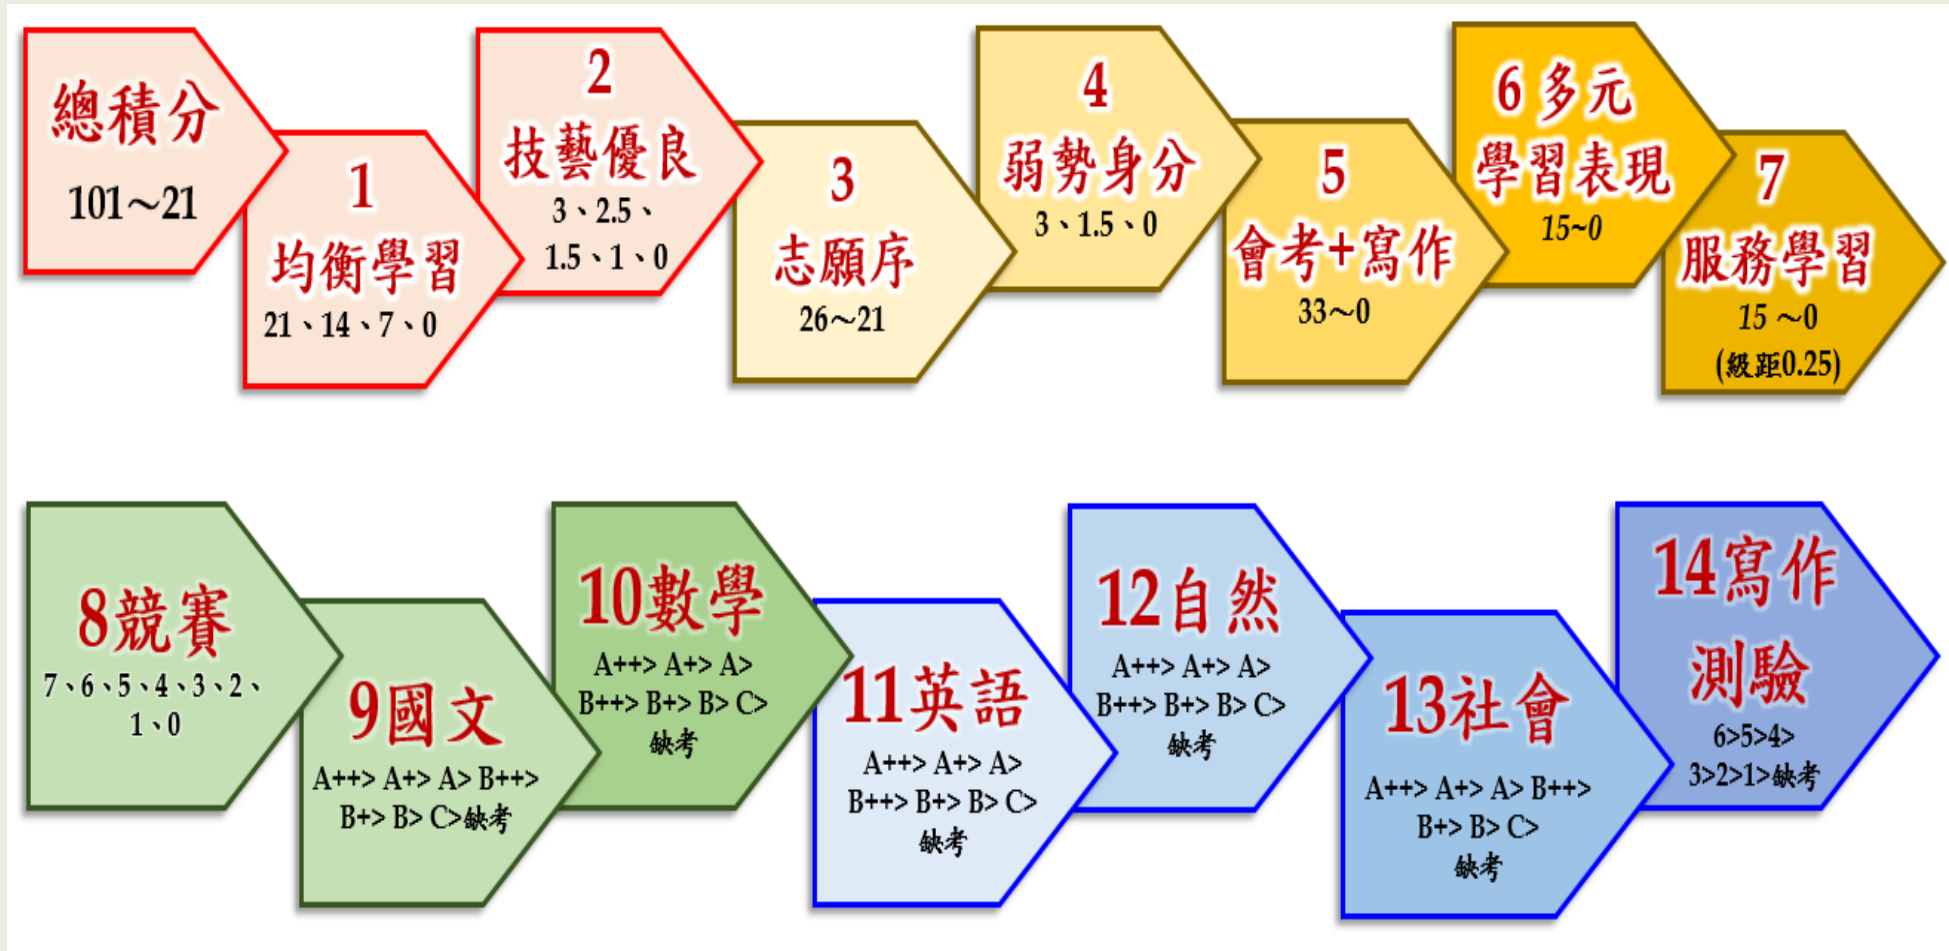 總積分
101～21
1
均衡學習
21、14、7、0
2
技藝優良
3、2.5、
1.5、1、0
3
志願序
26～21
4
弱勢身分
3、1.5、0
5
會考+寫作
33～0
6 多元
學習表現
15~0
7
服務學習
15 ～0
(級距0.25)
8競賽
7、6、5、4、3、2、
1、0
9國文
A++> A+> A> B++>
B+> B> C>缺考
10數學
A++> A+> A>
B++> B+> B> C>
缺考
11英語
A++> A+> A>
B++> B+> B> C>
缺考
12自然
A++> A+> A>
B++> B+> B> C>
缺考
13社會
A++> A+> A> B++>
B+> B> C>
缺考
14寫作
測驗
6>5>4>
3>2>1>缺考